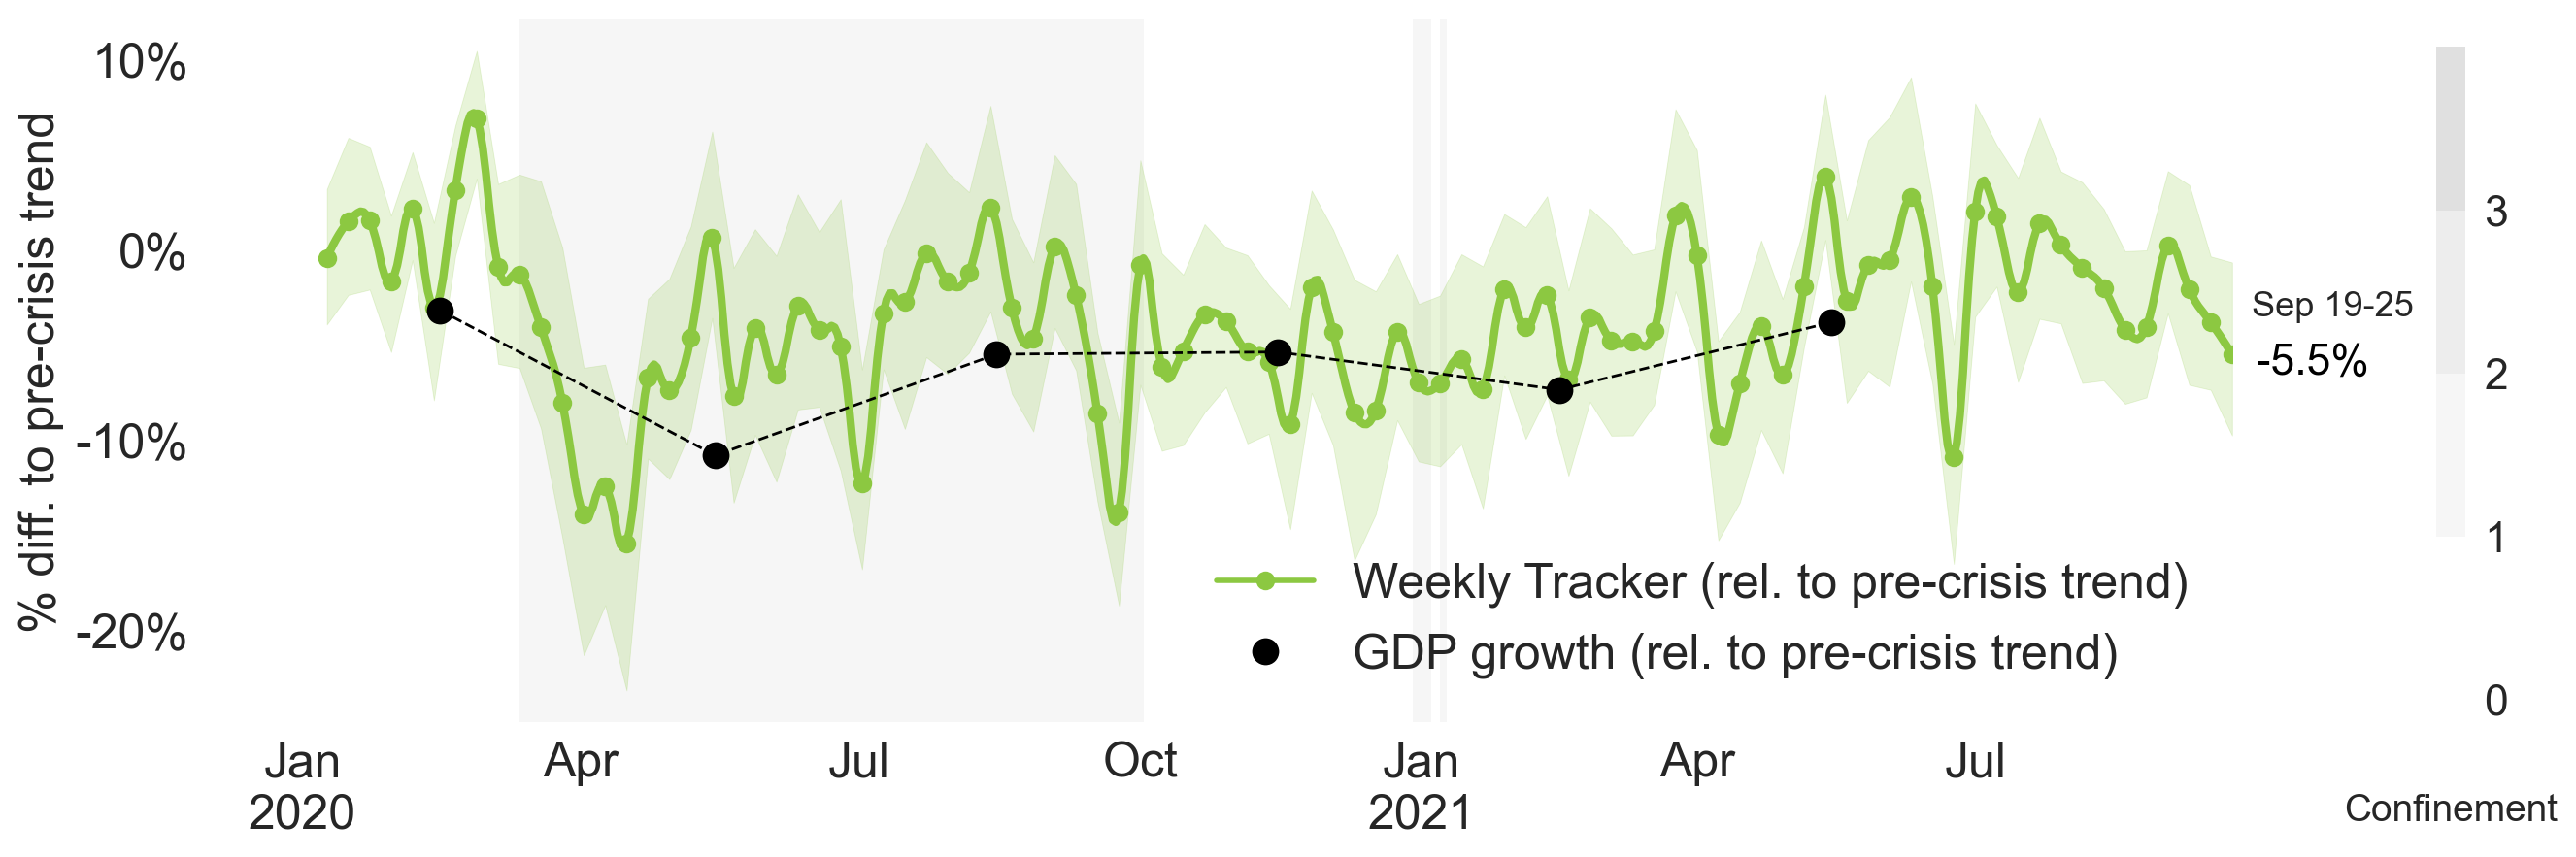 % diff. to pre-crisis trend
10%
0%
-10%
-20%
Jan
2020
Apr
Jul
Oct
Jan
2021
Apr
Jul
Weekly Tracker (rel. to pre-crisis trend)
GDP growth (rel. to pre-crisis trend)
Sep 19-25
-5.5%
3
2
1
0
Confinement